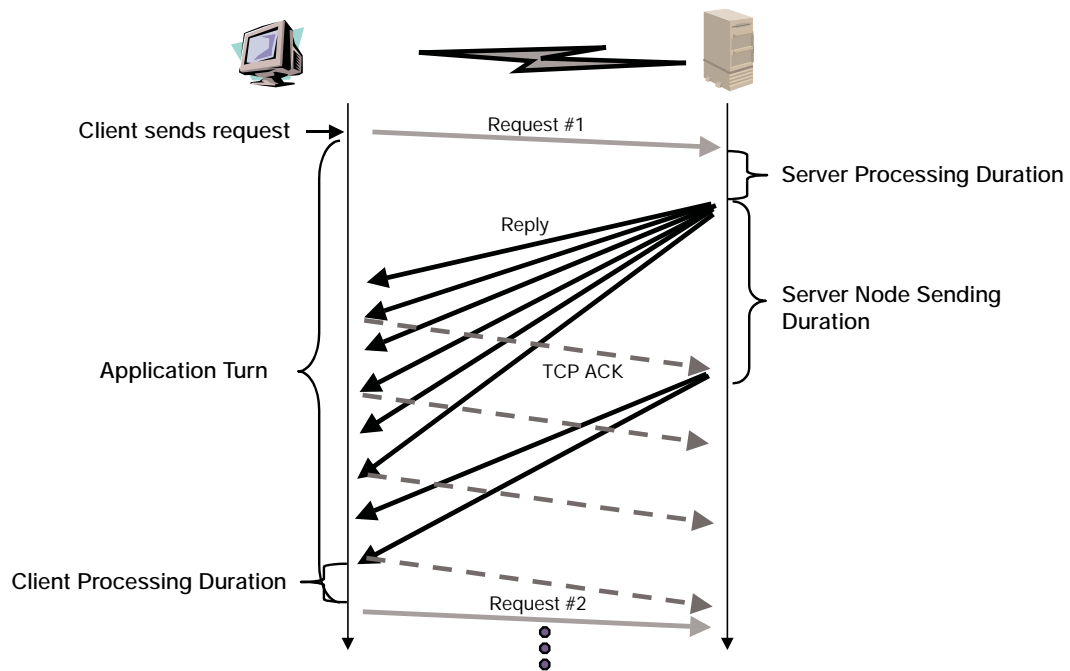 Client sends request
Request #1
Server Processing Duration
Reply
Server Node Sending
Duration
Application Turn
TCP ACK
Client Processing Duration
Request #2